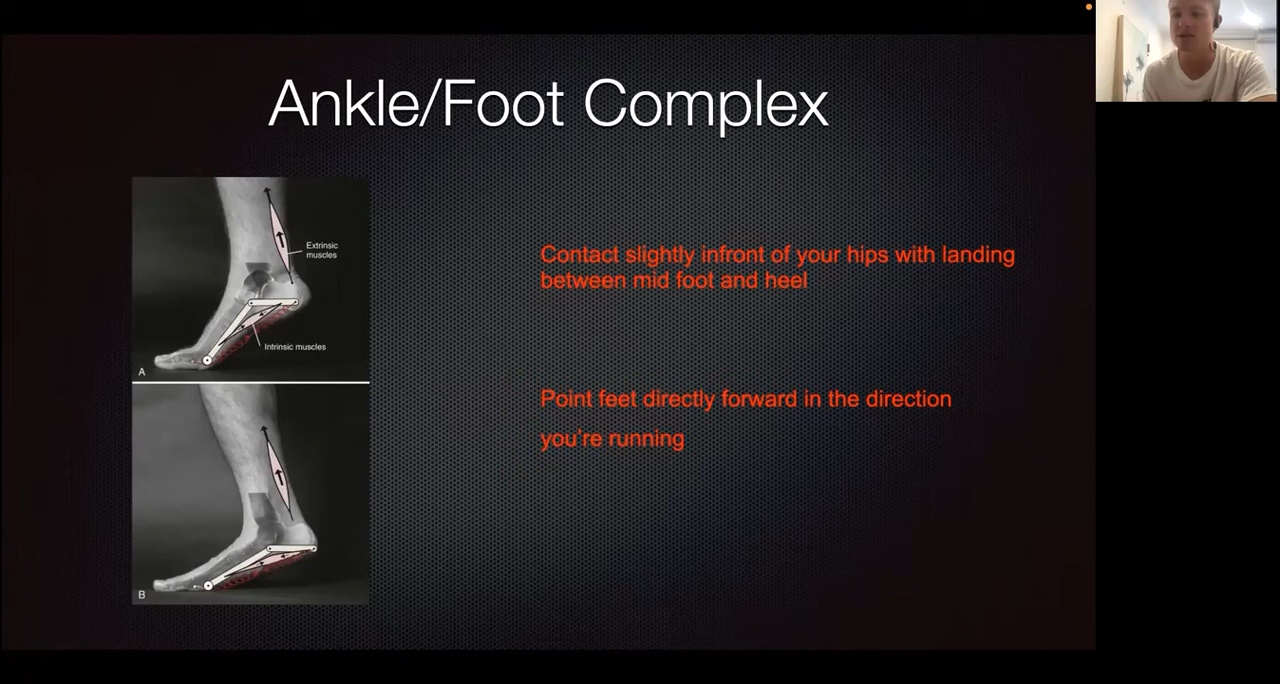 Ankle/Foot Complex
Extrinsic
muscles
Intrinsic muscles
A
B
Contact slightly infront of your hips with landing
between mid foot and heel
Point feet directly forward in the direction
you're running